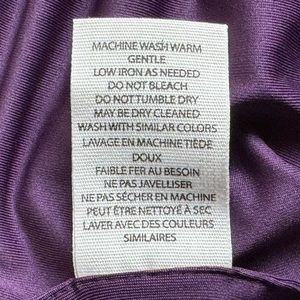 MACHINE WASH WARM
GENTLE
LOW IRON AS NEEDED
DO NOT BLEACH
DO NOT TUMBLE DRY
MAY BE DRY CLEANED
WASH WITH SIMILAR COLORS
LAVAGE EN MACHINE TIÈDE
DOUX
FAIBLE FER AU BESOIN
NE PAS JAVELLISER
NE PAS SÉCHER EN MACHINE
PEUT ÊTRE NETTOYÉ A SEC
LAVER AVEC DES COULEURS
SIMILAIRES